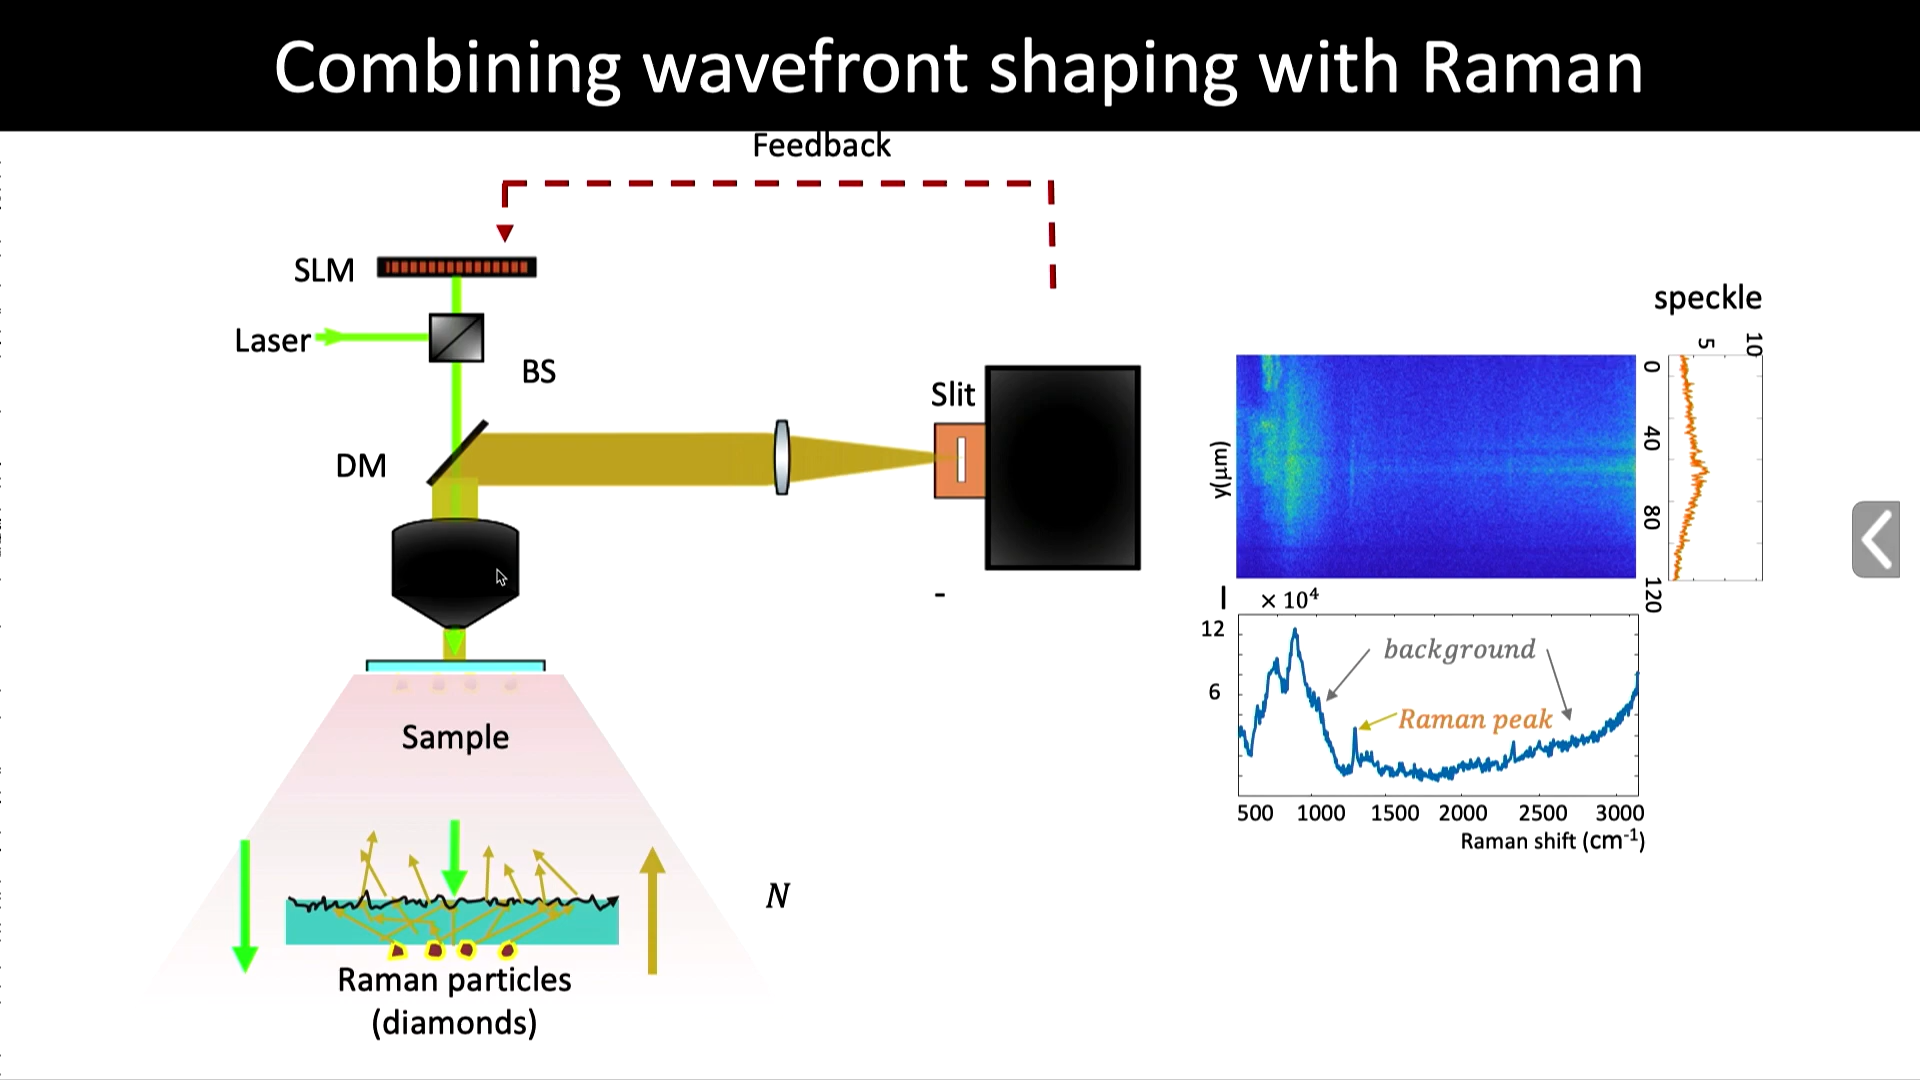 Combining wavefront shaping with Raman
Feedback
SLM
Laser
BS
DM
Slit
-
Sample
N
Raman particles
(diamonds)
speckle
5 10
0
40
80
120
y(μm)
I × 10⁴
12
6
background
Raman peak
500 1000 1500 2000 2500 3000
Raman shift (cm⁻¹)